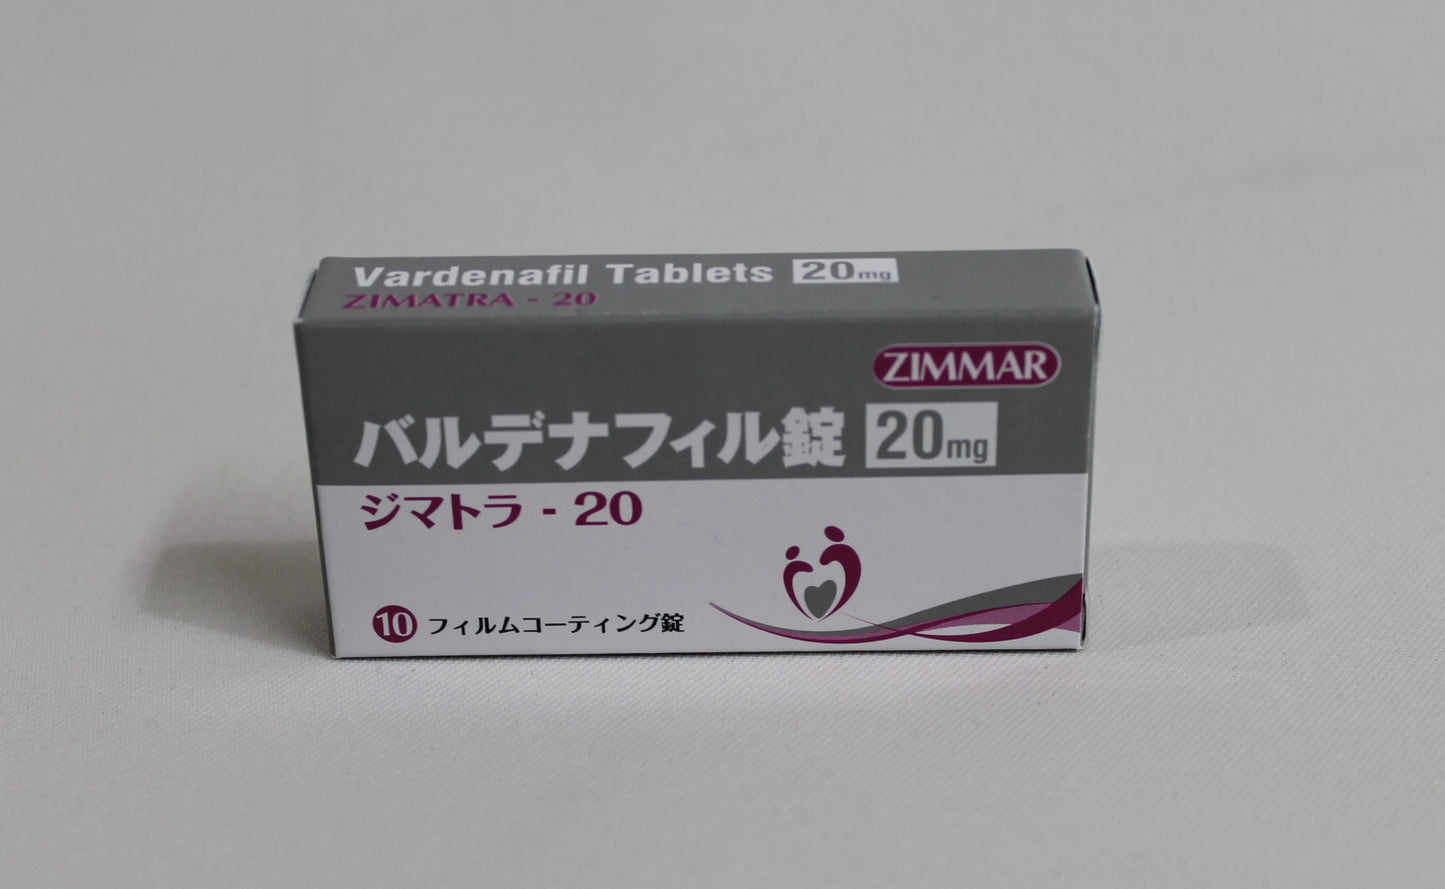 Vardenafil Tablets 20mg
ZIMATRA - 20
ZIMMAR
バルデナフィル錠 20mg
ジマトラ - 20
10 フィルムコーティング錠